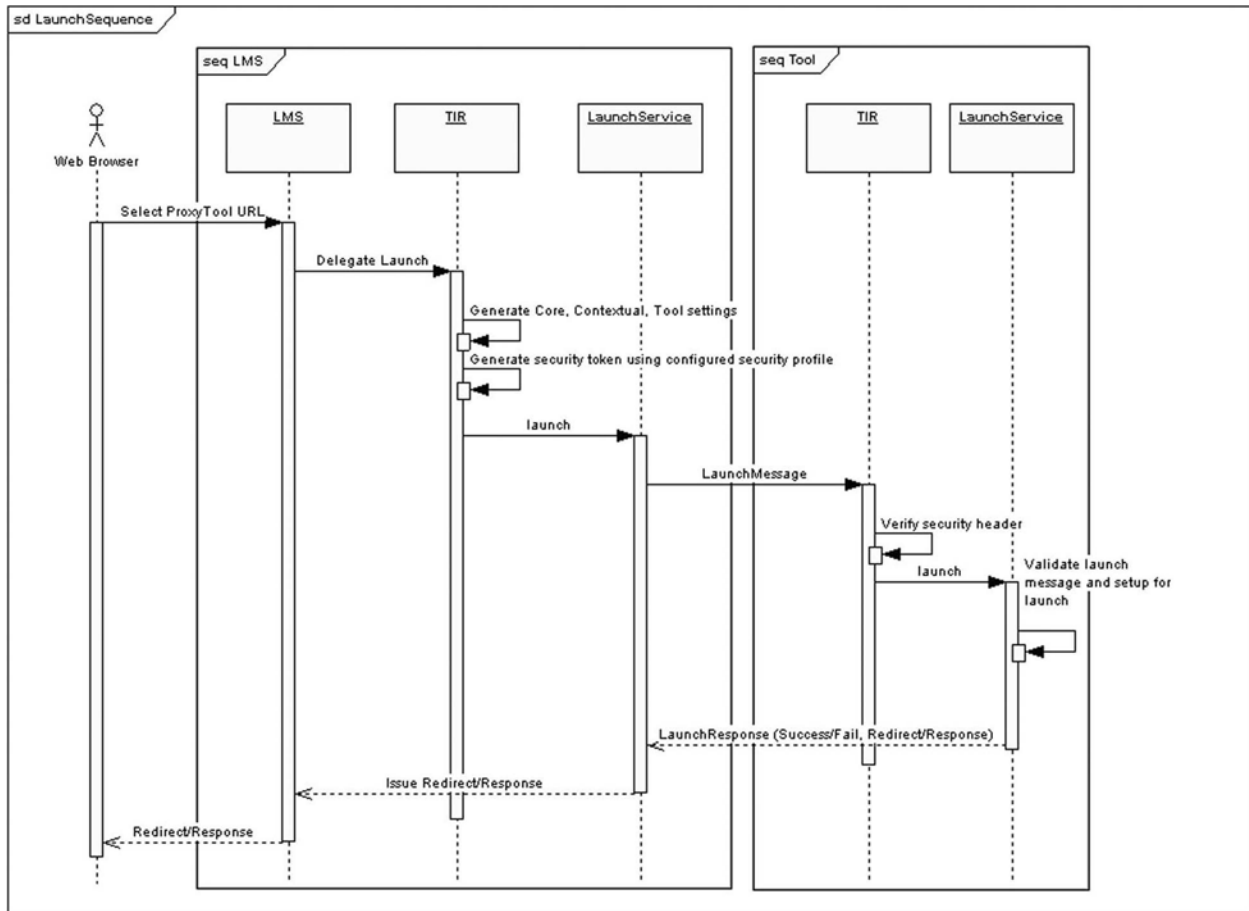 sd LaunchSequence
seq LMS
seq Tool
LMS
TIR
LaunchService
TIR
LaunchService
Web Browser
Select ProxyTool URL
Delegate Launch
Generate Core, Contextual, Tool settings
Generate security token using configured security profile
launch
LaunchMessage
Verify security header
launch
Validate launch
message and setup for
launch
LaunchResponse (Success/Fail, Redirect/Response)
Issue Redirect/Response
Redirect/Response